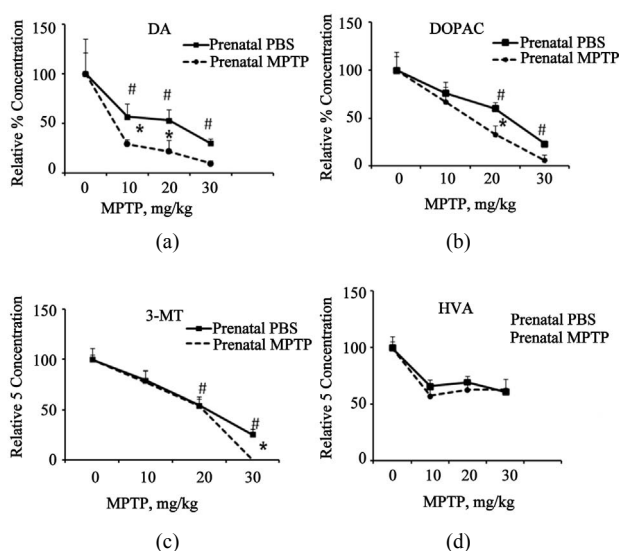 DA
Prenatal PBS
Prenatal MPTP
Relative % Concentration
150
100
50
0
# # #
* *
0 10 20 30
MPTP, mg/kg
(a)
DOPAC
Prenatal PBS
Prenatal MPTP
Relative % Concentration
150
100
50
0
# #
*
0 10 20 30
MPTP, mg/kg
(b)
3-MT
Prenatal PBS
Prenatal MPTP
Relative 5 Concentration
150
100
50
0
# #
*
0 10 20 30
MPTP, mg/kg
(c)
HVA
Prenatal PBS
Prenatal MPTP
Relative 5 Concentration
150
100
50
0
0 10 20 30
MPTP, mg/kg
(d)